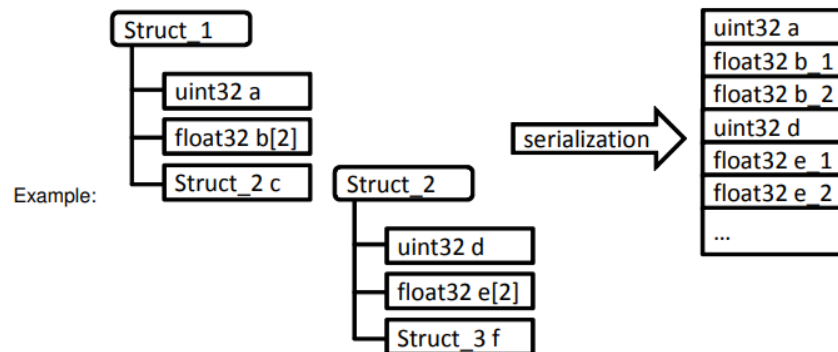 Struct_1
uint32 a
float32 b[2]
Struct_2 c
Example:
Struct_2
uint32 d
float32 e[2]
Struct_3 f
serialization
uint32 a
float32 b_1
float32 b_2
uint32 d
float32 e_1
float32 e_2
...